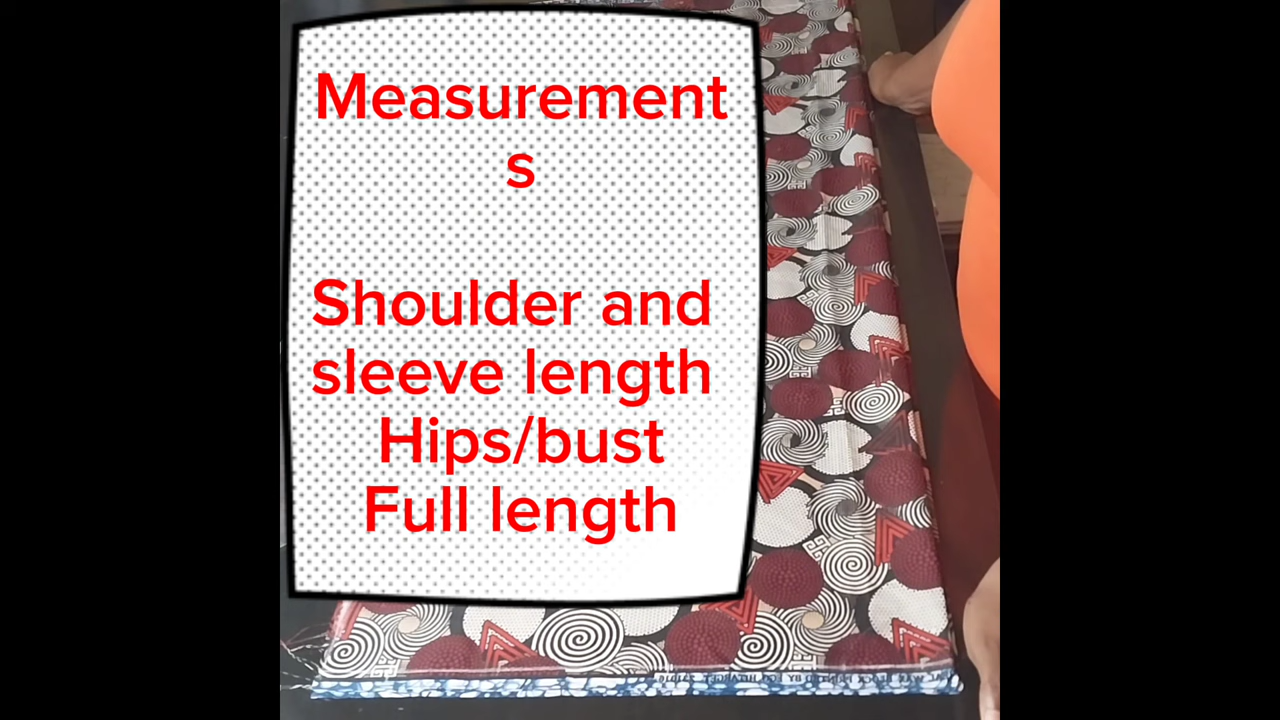 Measurement
s
Shoulder and
sleeve length
Hips/bust
Full length